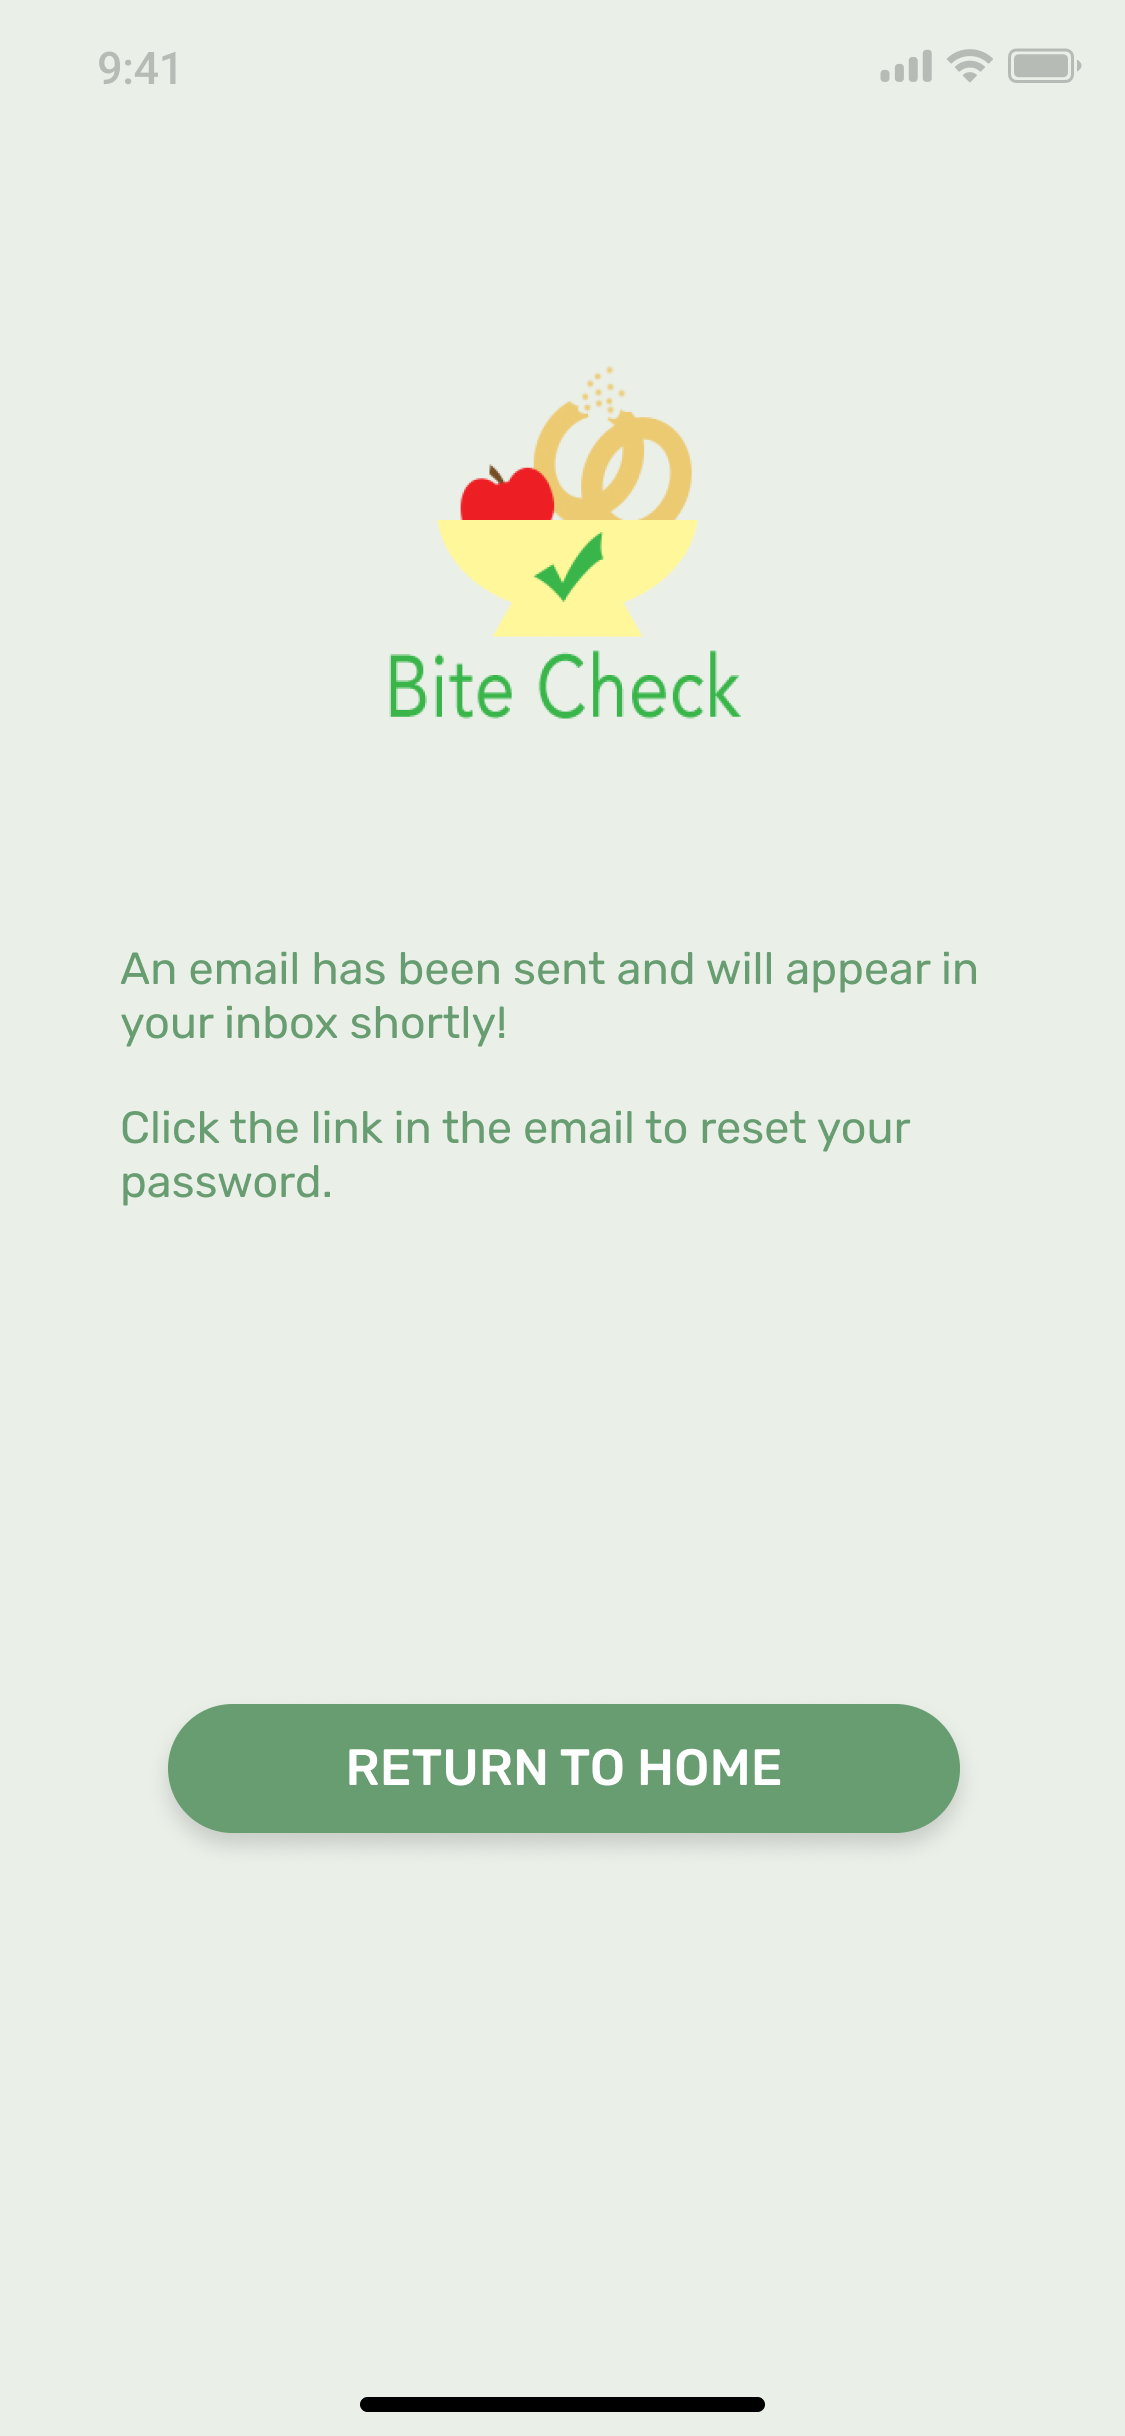 9:41
Bite Check
An email has been sent and will appear in
your inbox shortly!
Click the link in the email to reset your
password.
RETURN TO HOME